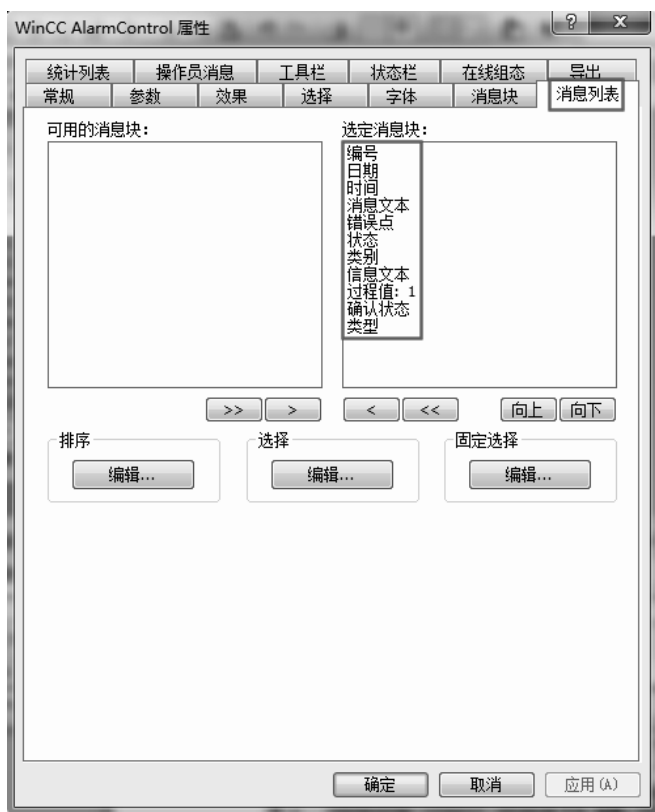 WinCC AlarmControl 属性
? X
统计列表 操作员消息 工具栏 状态栏 在线组态 导出
常规 参数 效果 选择 字体 消息块 消息列表
可用的消息块: 选定消息块:
编号
日期
时间
消息文本
错误点
状态
类别
信息文本
过程值: 1
确认状态
类型
>> > < << 向上 向下
排序 选择 固定选择
编辑... 编辑... 编辑...
确定 取消 应用(A)